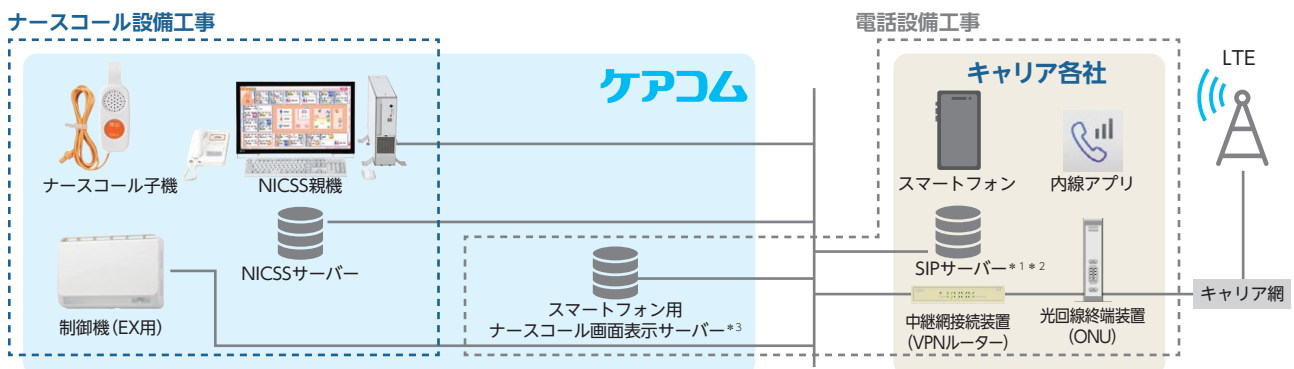 ナースコール設備工事
電話設備工事
ケアコム
キャリア各社
LTE
ナースコール子機
NICSS親機
スマートフォン
内線アプリ
NICSSサーバー
SIPサーバー*1*2
制御機(EX用)
スマートフォン用
ナースコール画面表示サーバー*3
中継網接続装置
(VPNルーター)
光回線終端装置
(ONU)
キャリア網